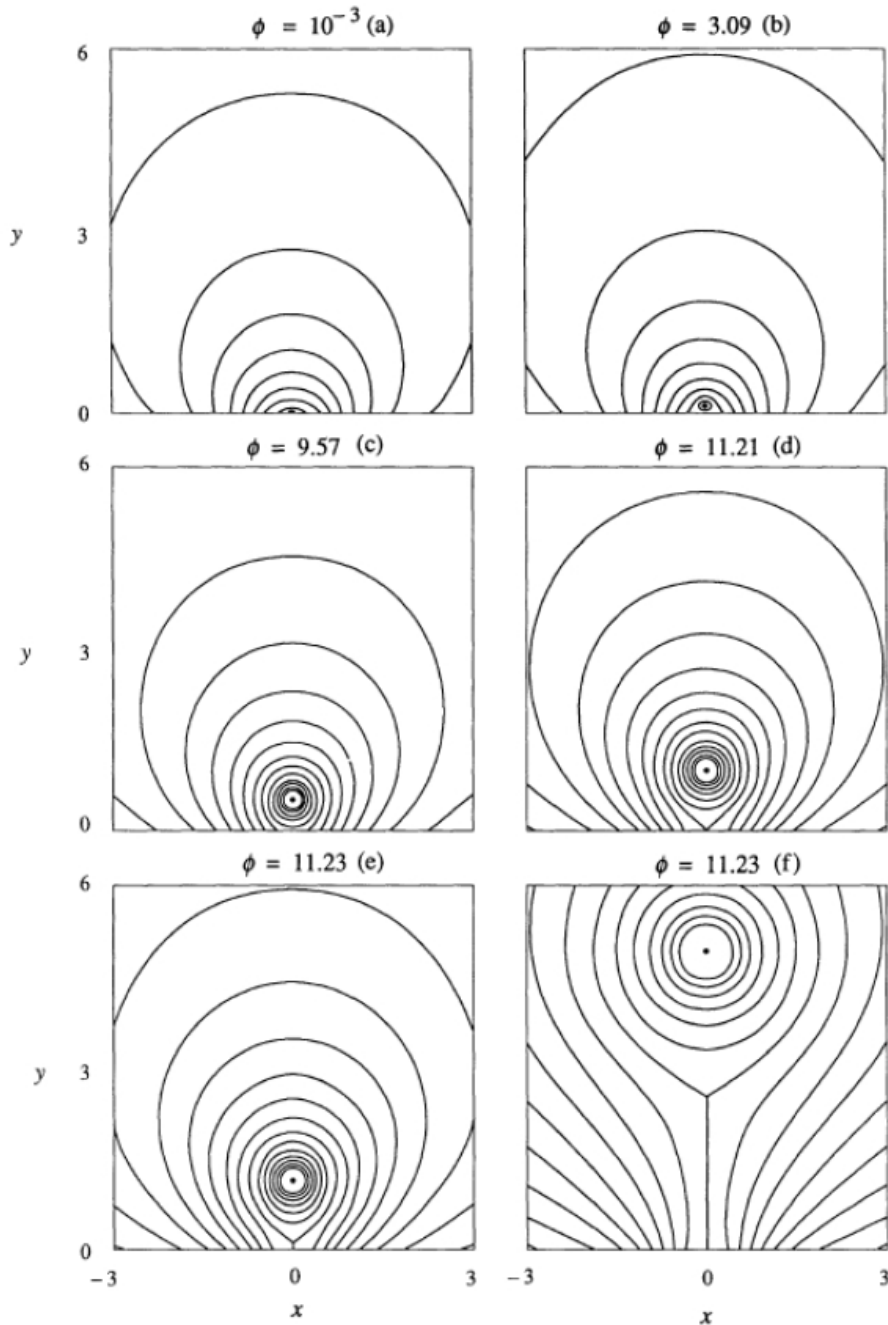 ϕ = 10⁻³ (a) ϕ = 3.09 (b)
6
y 3
0
ϕ = 9.57 (c) ϕ = 11.21 (d)
6
y 3
0
ϕ = 11.23 (e) ϕ = 11.23 (f)
6
y 3
0
−3 0 3 −3 0 3
x x